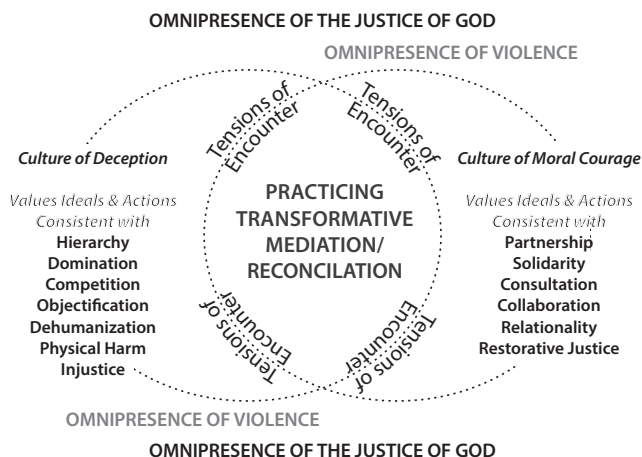 OMNIPRESENCE OF THE JUSTICE OF GOD
OMNIPRESENCE OF VIOLENCE
Tensions of
Encounter
Tensions of
Encounter
Culture of Deception
Values Ideals & Actions
Consistent with
Hierarchy
Domination
Competition
Objectification
Dehumanization
Physical Harm
Injustice
PRACTICING
TRANSFORMATIVE
MEDIATION/
RECONCILATION
Culture of Moral Courage
Values Ideals & Actions
Consistent with
Partnership
Solidarity
Consultation
Collaboration
Relationality
Restorative Justice
Tensions of
Encounter
Tensions of
Encounter
OMNIPRESENCE OF VIOLENCE
OMNIPRESENCE OF THE JUSTICE OF GOD